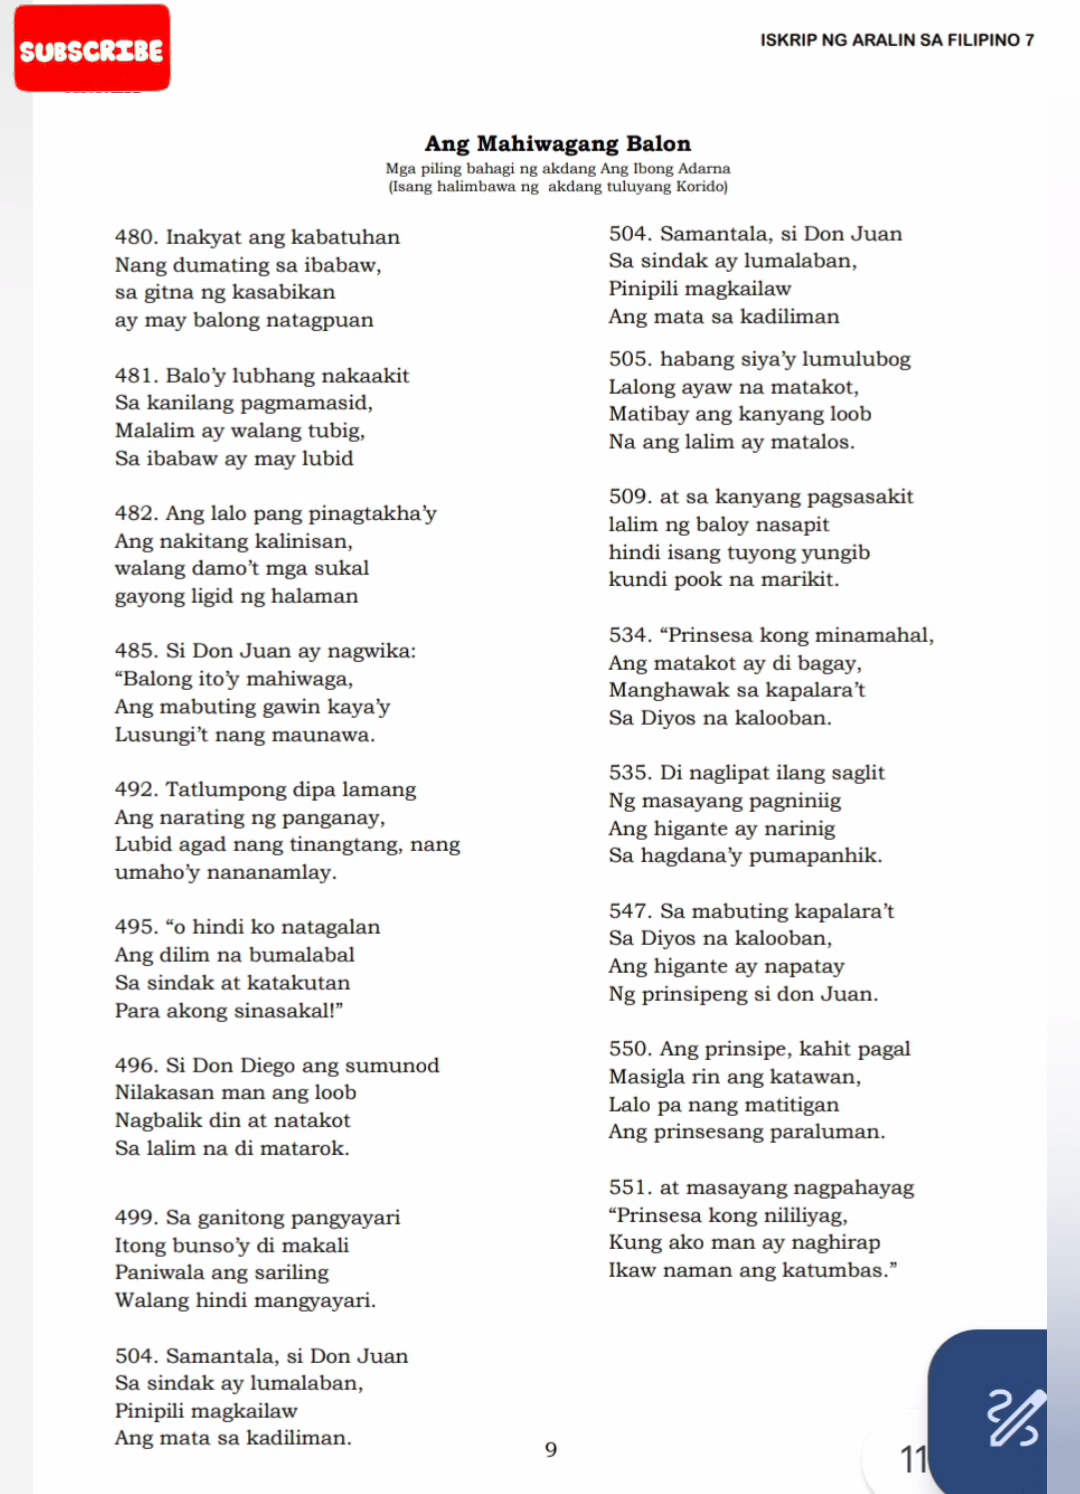 SUBSCRIBE
ISKRIP NG ARALIN SA FILIPINO 7
Ang Mahiwagang Balon
Mga piling bahagi ng akdang Ang Ibong Adarna
(Isang halimbawa ng akdang tuluyang Korido)
480. Inakyat ang kabatuhan
Nang dumating sa ibabaw,
sa gitna ng kasabikan
ay may balong natagpuan
481. Balo’y lubhang nakaakit
Sa kanilang pagmamasid,
Malalim ay walang tubig,
Sa ibabaw ay may lubid
482. Ang lalo pang pinagtakha’y
Ang nakitang kalinisan,
walang damo’t mga sukal
gayong ligid ng halaman
485. Si Don Juan ay nagwika:
“Balong ito’y mahiwaga,
Ang mabuting gawin kaya’y
Lusungi’t nang maunawa.
492. Tatlumpong dipa lamang
Ang narating ng panganay,
Lubid agad nang tinangtang, nang
umaho’y nananamlay.
495. “o hindi ko natagalan
Ang dilim na bumalabal
Sa sindak at katakutan
Para akong sinasakal!”
496. Si Don Diego ang sumunod
Nilakasan man ang loob
Nagbalik din at natakot
Sa lalim na di matarok.
499. Sa ganitong pangyayari
Itong bunso’y di makali
Paniwala ang sariling
Walang hindi mangyayari.
504. Samantala, si Don Juan
Sa sindak ay lumalaban,
Pinipili magkailaw
Ang mata sa kadiliman.
504. Samantala, si Don Juan
Sa sindak ay lumalaban,
Pinipili magkailaw
Ang mata sa kadiliman
505. habang siya’y lumulubog
Lalong ayaw na matakot,
Matibay ang kanyang loob
Na ang lalim ay matalos.
509. at sa kanyang pagsasakit
lalim ng baloy nasapit
hindi isang tuyong yungib
kundi pook na marikit.
534. “Prinsesa kong minamahal,
Ang matakot ay di bagay,
Manghawak sa kapalara’t
Sa Diyos na kalooban.
535. Di naglipat ilang saglit
Ng masayang pagniniig
Ang higante ay narinig
Sa hagdana’y pumapanhik.
547. Sa mabuting kapalara’t
Sa Diyos na kalooban,
Ang higante ay napatay
Ng prinsipeng si don Juan.
550. Ang prinsipe, kahit pagal
Masigla rin ang katawan,
Lalo pa nang matitigan
Ang prinsesang paraluman.
551. at masayang nagpahayag
“Prinsesa kong nililiyag,
Kung ako man ay naghirap
Ikaw naman ang katumbas.”
9
11